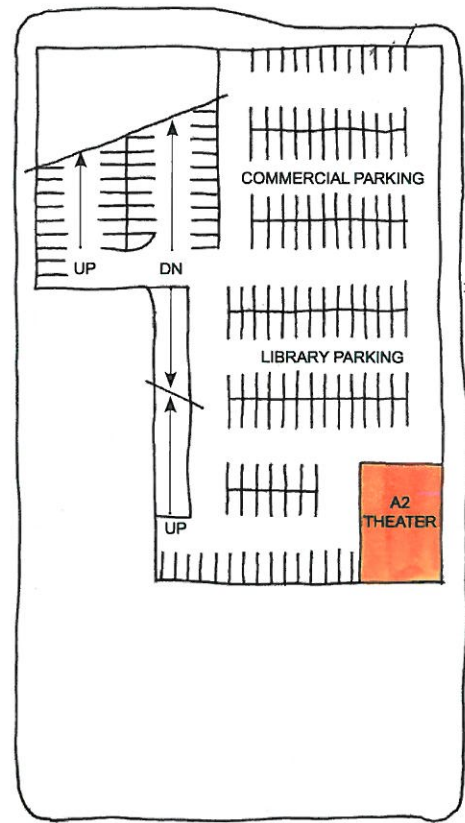 COMMERCIAL PARKING
UP
DN
LIBRARY PARKING
A2
THEATER
UP